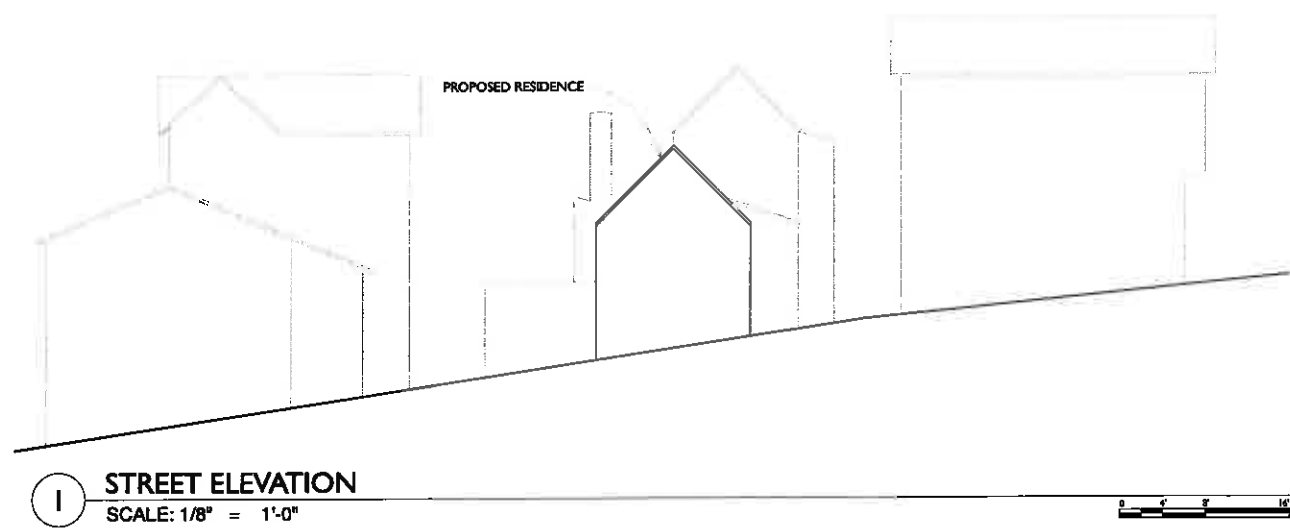 PROPOSED RESIDENCE
1 STREET ELEVATION
SCALE: 1/8" = 1'-0"
0 4' 8' 16'